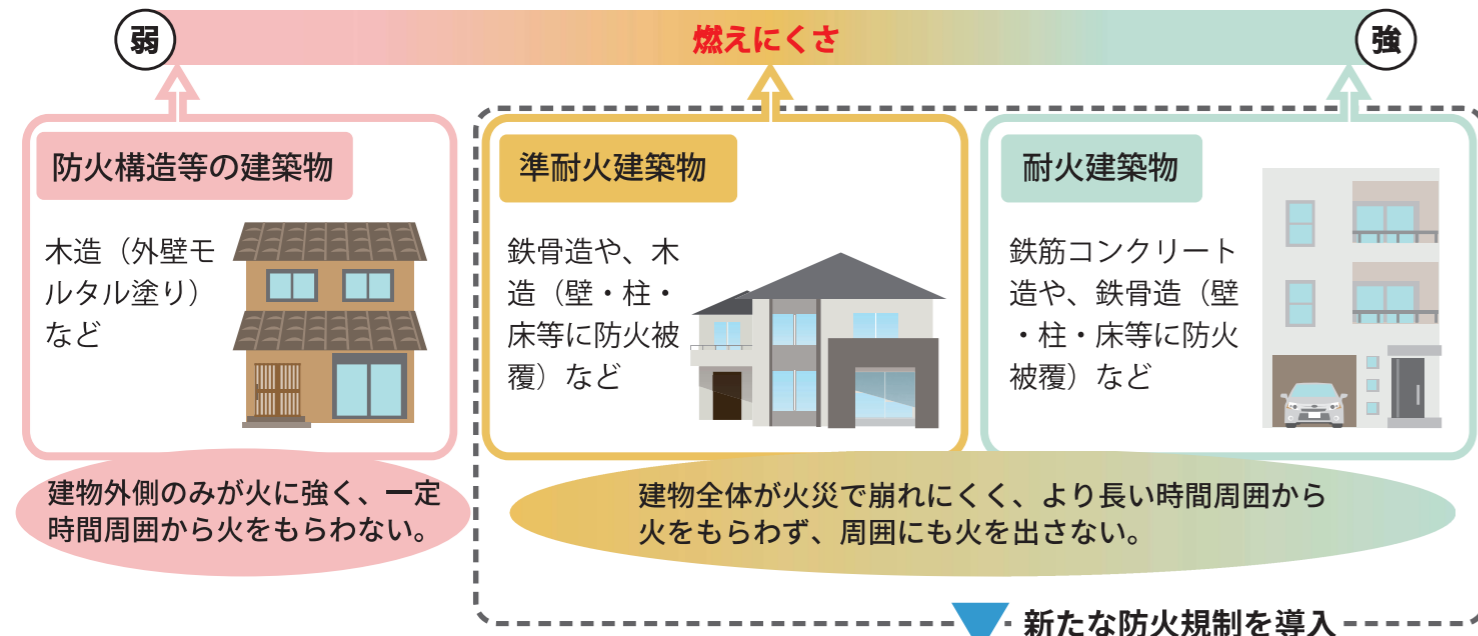 弱
燃えにくさ
強
防火構造等の建築物
木造（外壁モ
ルタル塗り）
など
準耐火建築物
鉄骨造や、木
造（壁・柱・
床等に防火被
覆）など
耐火建築物
鉄筋コンクリート
造や、鉄骨造（壁
・柱・床等に防火
被覆）など
建物外側のみが火に強く、一定
時間周囲から火をもらわない。
建物全体が火災で崩れにくく、より長い時間周囲から
火をもらわず、周囲にも火を出さない。
新たな防火規制を導入